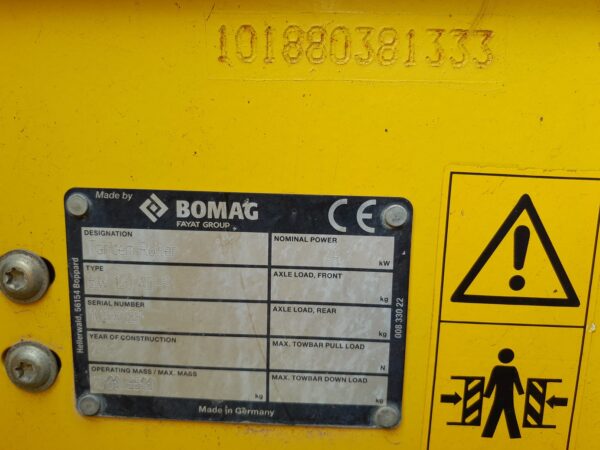 101880381333
Made by
BOMAG
FAYAT GROUP
CE
DESIGNATION
NOMINAL POWER
kW
TYPE
AXLE LOAD, FRONT
kg
SERIAL NUMBER
AXLE LOAD, REAR
kg
YEAR OF CONSTRUCTION
MAX. TOWBAR PULL LOAD
N
OPERATING MASS / MAX. MASS
kg
MAX. TOWBAR DOWN LOAD
kg
Made in Germany
Hellerwald, 56154 Boppard
008 330 22